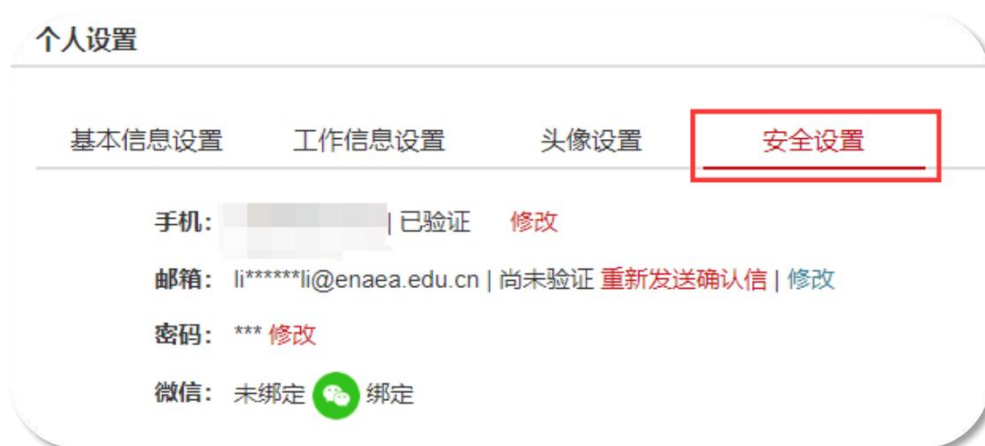 个人设置
基本信息设置 工作信息设置 头像设置 安全设置
手机： | 已验证 修改
邮箱： li******li@enaea.edu.cn | 尚未验证 重新发送确认信 | 修改
密码： *** 修改
微信： 未绑定 绑定